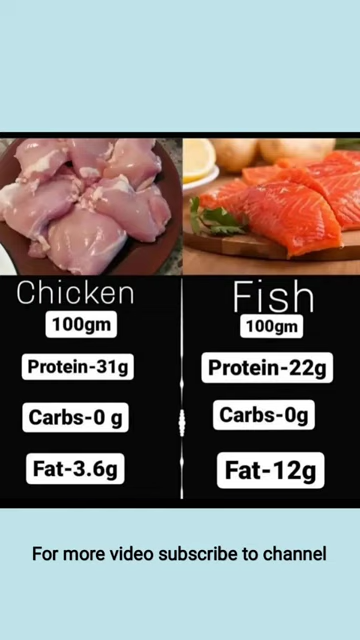 Chicken
100gm
Protein-31g
Carbs-0 g
Fat-3.6g
Fish
100gm
Protein-22g
Carbs-0g
Fat-12g
For more video subscribe to channel